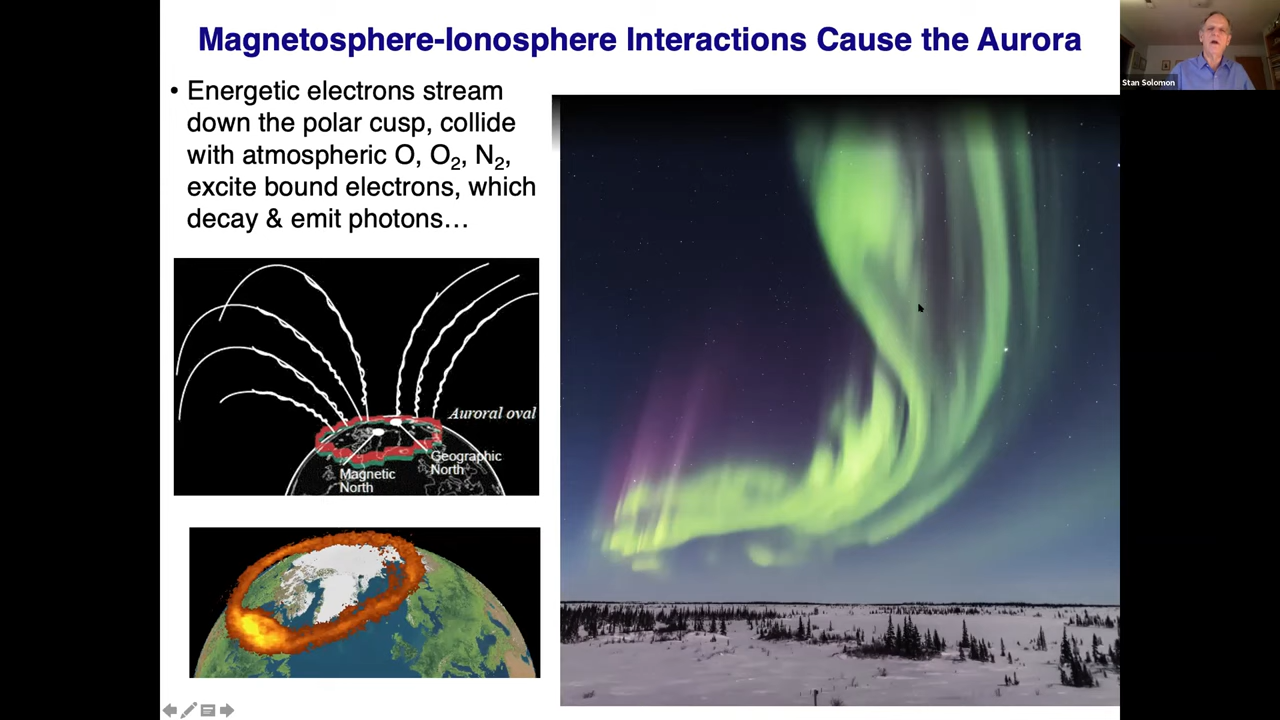 Magnetosphere-Ionosphere Interactions Cause the Aurora
Stan Solomon
• Energetic electrons stream
down the polar cusp, collide
with atmospheric O, O₂, N₂,
excite bound electrons, which
decay & emit photons…
Auroral oval
Geographic
North
Magnetic
North